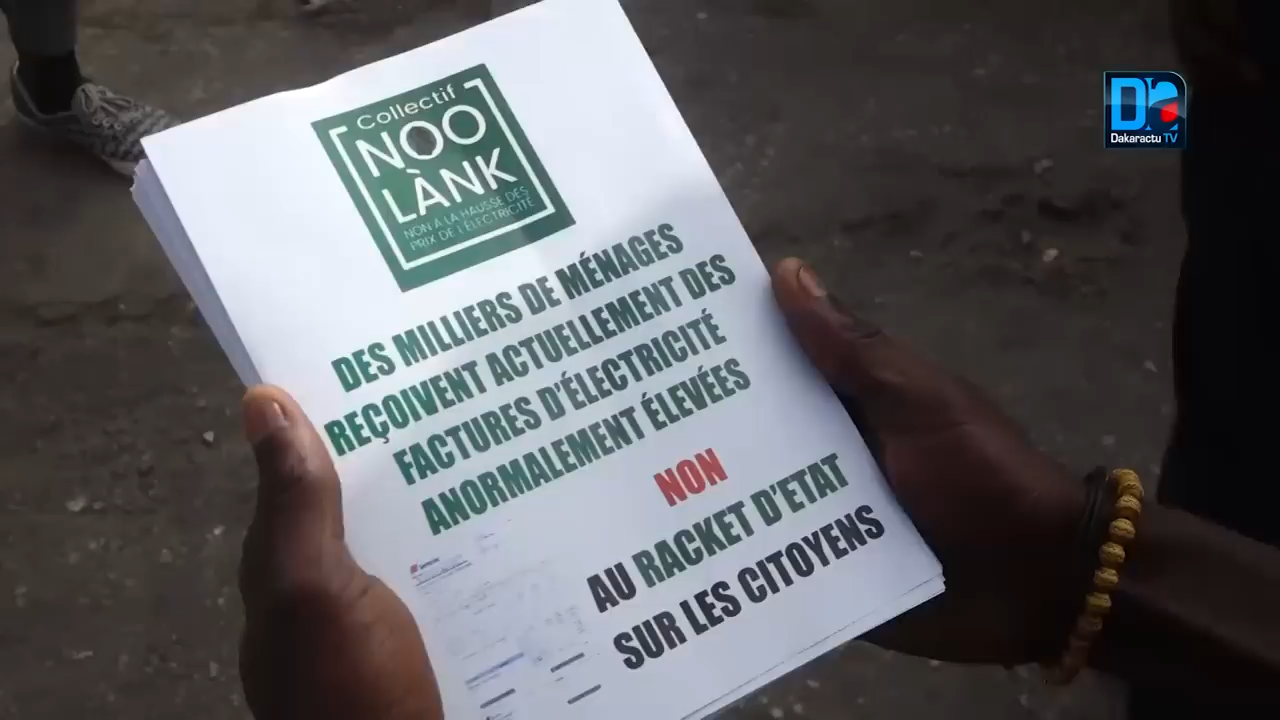 Collectif
NOO
LÀNK
NON À LA HAUSSE DES
PRIX DE L'ÉLECTRICITÉ
DES MILLIERS DE MÉNAGES
REÇOIVENT ACTUELLEMENT DES
FACTURES D'ÉLECTRICITÉ
ANORMALEMENT ÉLEVÉES
NON
AU RACKET D'ETAT
SUR LES CITOYENS
Dakaractu TV